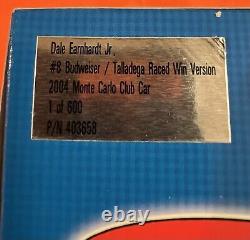 Dale Earnhardt Jr.
#8 Budweiser / Talladega Raced Win Version
2004 Monte Carlo Club Car
1 of 600
P/N 403658